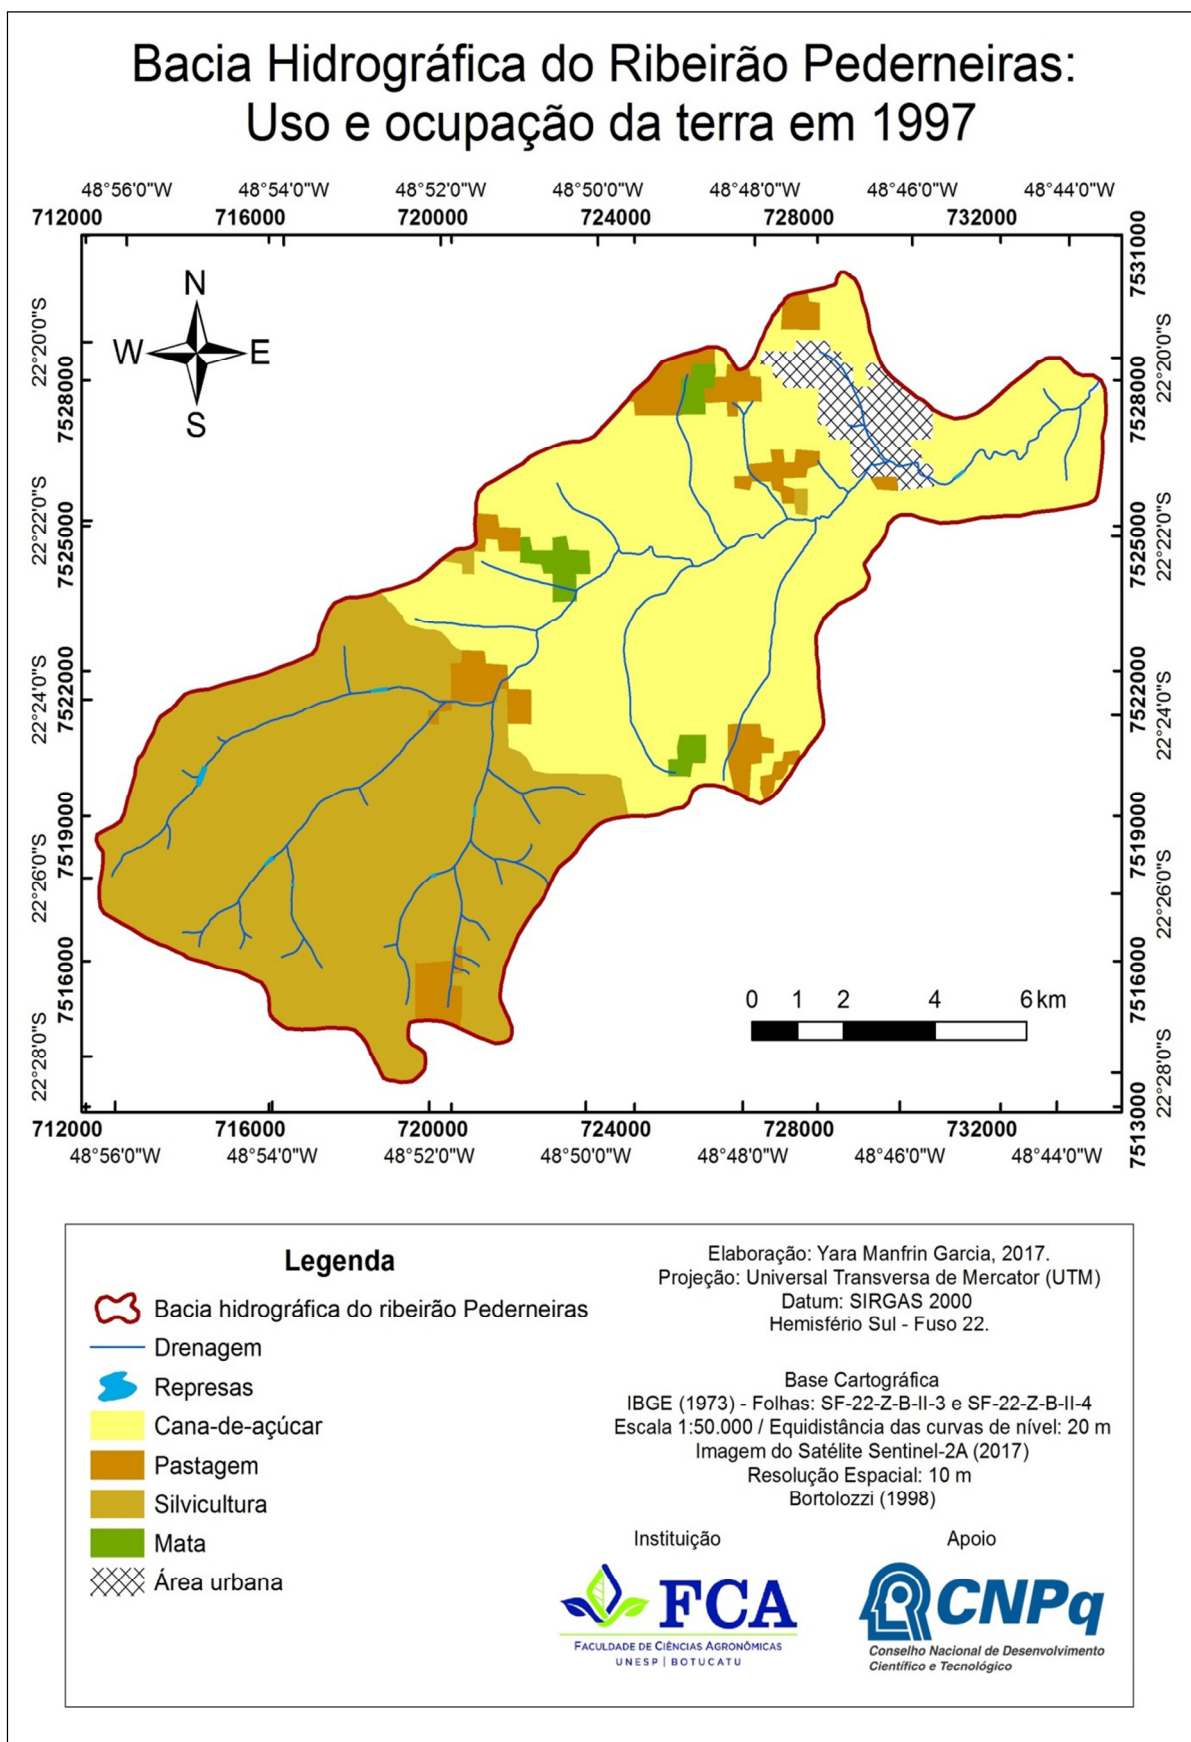 Bacia Hidrográfica do Ribeirão Pederneiras:
Uso e ocupação da terra em 1997
48°56'0"W 48°54'0"W 48°52'0"W 48°50'0"W 48°48'0"W 48°46'0"W 48°44'0"W
712000 716000 720000 724000 728000 732000
7531000
22°20'0"S
7528000
22°22'0"S
7525000
22°24'0"S
7522000
7519000
22°26'0"S
7516000
22°28'0"S
N
W E
S
22°20'0"S
7528000
22°22'0"S
7525000
7522000
22°24'0"S
7519000
22°26'0"S
7516000
22°28'0"S
7513000
0 1 2 4 6 km
712000 716000 720000 724000 728000 732000
48°56'0"W 48°54'0"W 48°52'0"W 48°50'0"W 48°48'0"W 48°46'0"W 48°44'0"W
Legenda
Bacia hidrográfica do ribeirão Pederneiras
Drenagem
Represas
Cana-de-açúcar
Pastagem
Silvicultura
Mata
Área urbana
Elaboração: Yara Manfrin Garcia, 2017.
Projeção: Universal Transversa de Mercator (UTM)
Datum: SIRGAS 2000
Hemisfério Sul - Fuso 22.
Base Cartográfica
IBGE (1973) - Folhas: SF-22-Z-B-II-3 e SF-22-Z-B-II-4
Escala 1:50.000 / Equidistância das curvas de nível: 20 m
Imagem do Satélite Sentinel-2A (2017)
Resolução Espacial: 10 m
Bortolozzi (1998)
Instituição
FCA
FACULDADE DE CIÊNCIAS AGRONÔMICAS
UNESP | BOTUCATU
Apoio
CNPq
Conselho Nacional de Desenvolvimento
Científico e Tecnológico